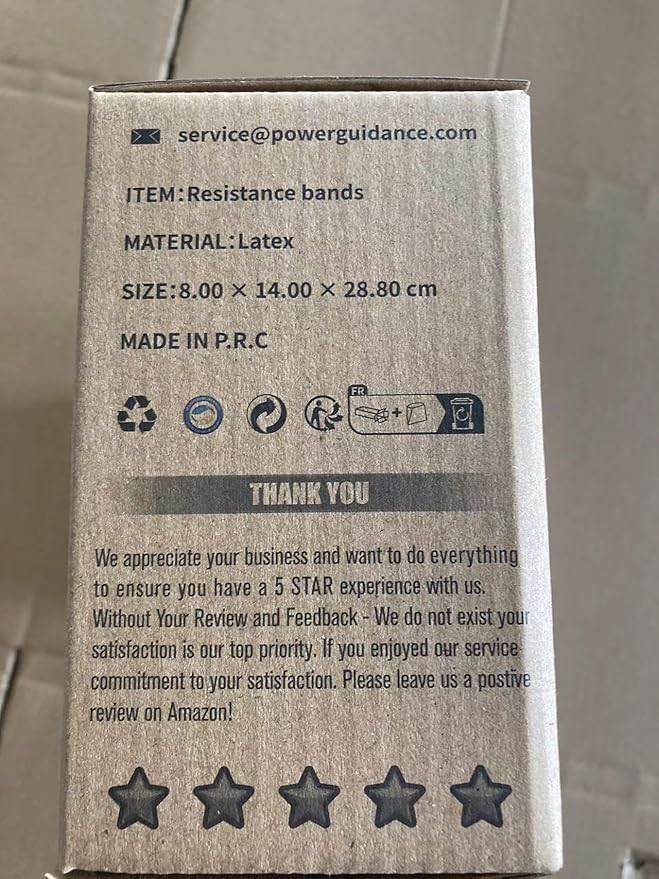 service@powerguidance.com
ITEM:Resistance bands
MATERIAL:Latex
SIZE:8.00 × 14.00 × 28.80 cm
MADE IN P.R.C
FR
+
THANK YOU
We appreciate your business and want to do everything
to ensure you have a 5 STAR experience with us.
Without Your Review and Feedback - We do not exist your
satisfaction is our top priority. If you enjoyed our service-
commitment to your satisfaction. Please leave us a postive
review on Amazon!